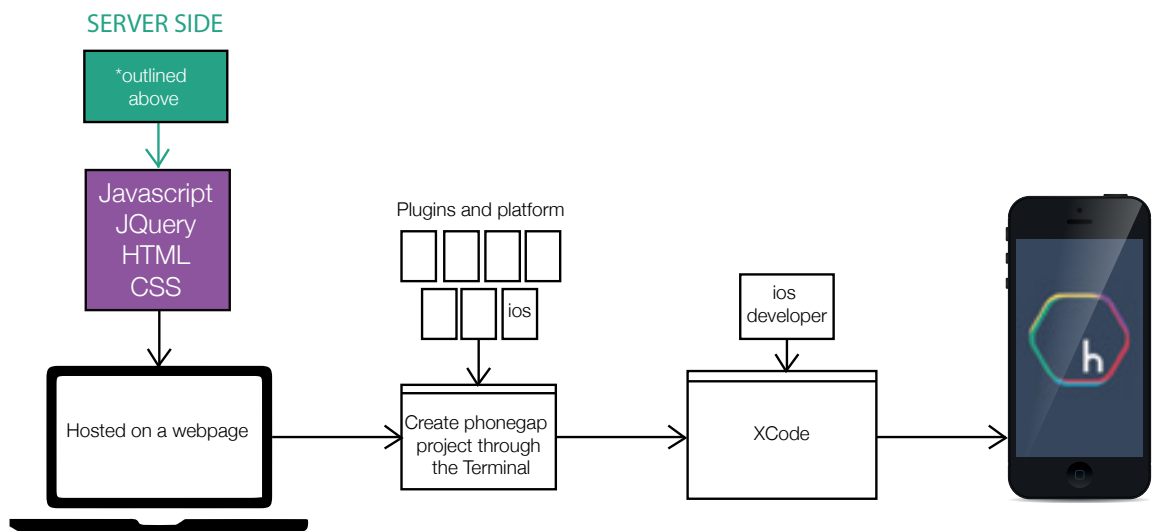 SERVER SIDE
*outlined
above
Javascript
JQuery
HTML
CSS
Hosted on a webpage
Plugins and platform
ios
Create phonegap
project through
the Terminal
ios
developer
XCode
h